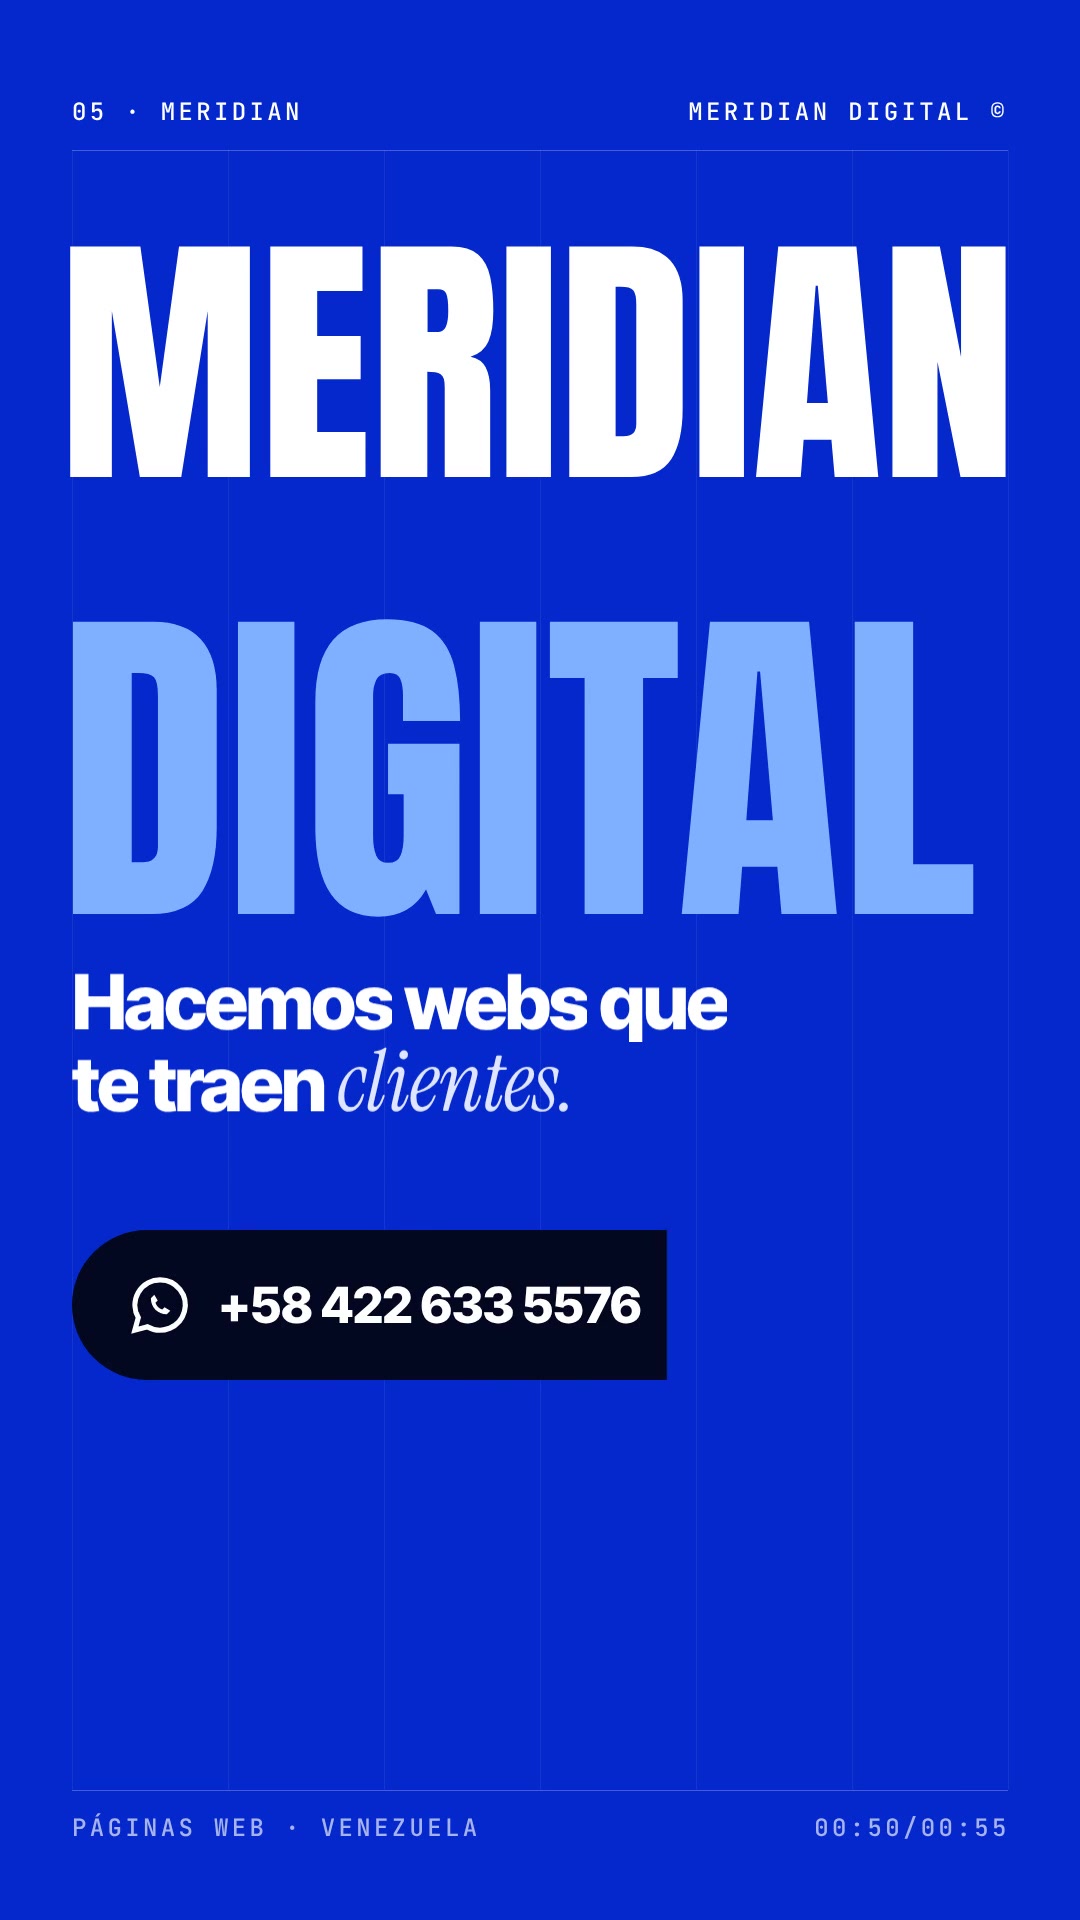 05 · MERIDIAN
MERIDIAN DIGITAL ©
MERIDIAN
DIGITAL
Hacemos webs que
te traen clientes.
+58 422 633 5576
PÁGINAS WEB · VENEZUELA
00:50/00:55